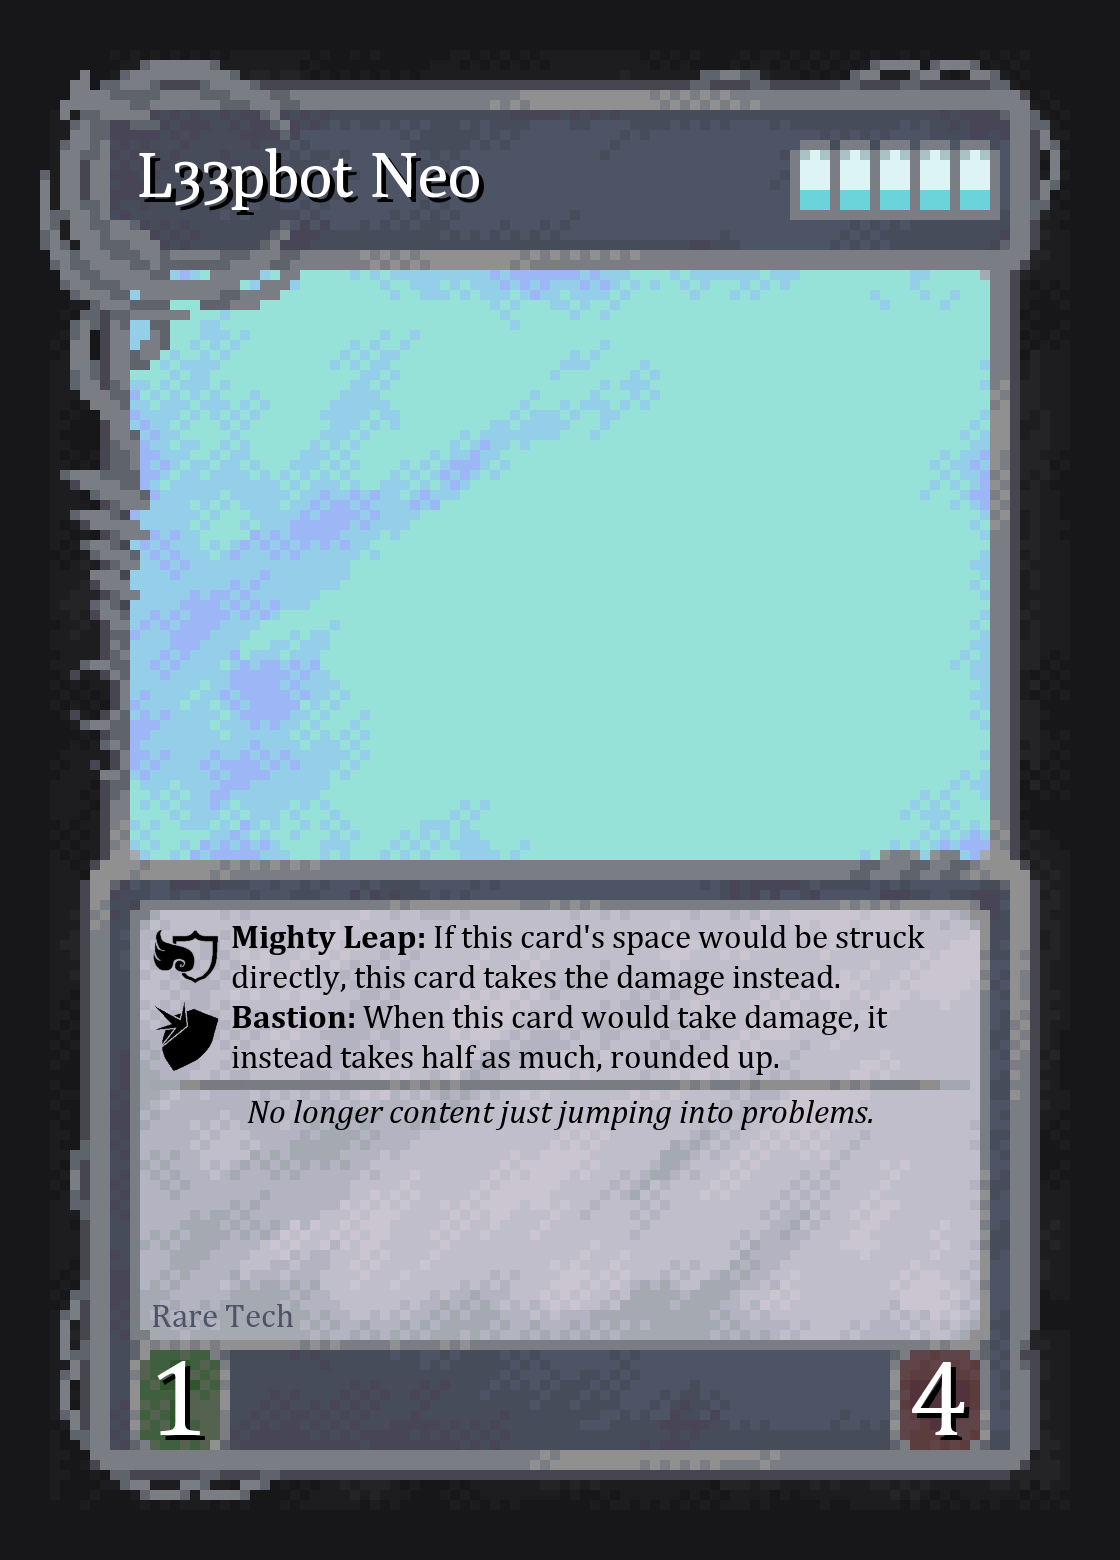 L33pbot Neo
Mighty Leap: If this card's space would be struck
directly, this card takes the damage instead.
Bastion: When this card would take damage, it
instead takes half as much, rounded up.
No longer content just jumping into problems.
Rare Tech
1
4